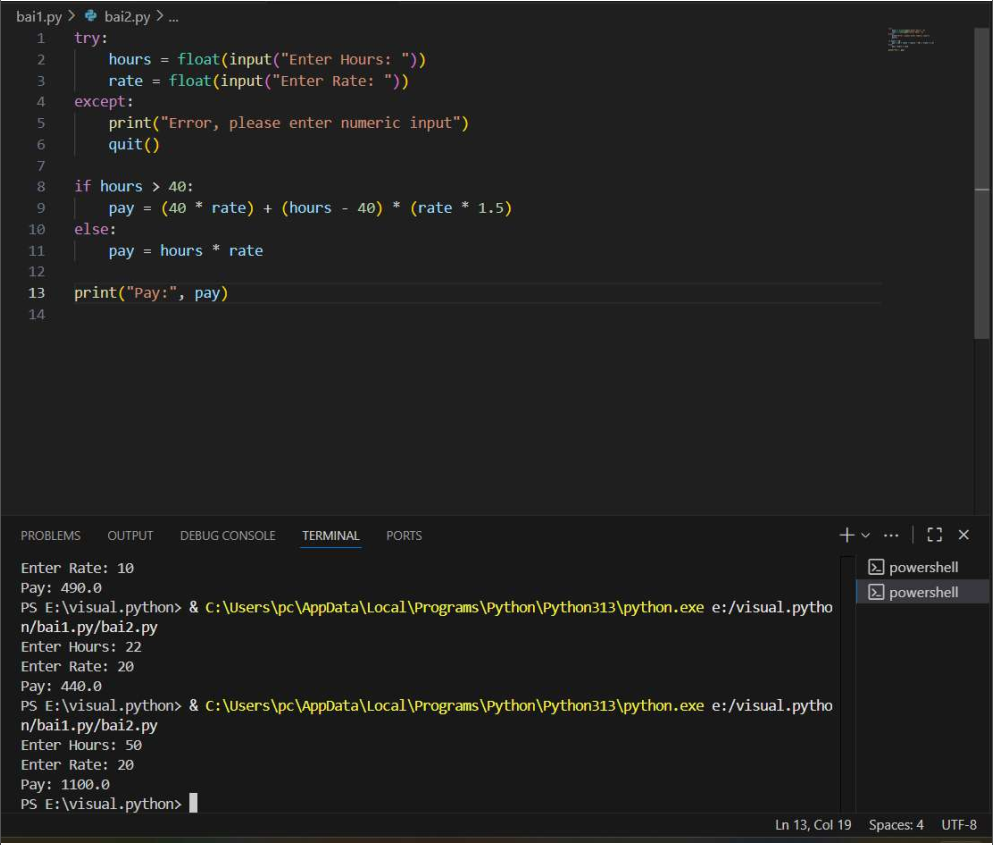 bai1.py > bai2.py > ...
1 try:
2     hours = float(input("Enter Hours: "))
3     rate = float(input("Enter Rate: "))
4 except:
5     print("Error, please enter numeric input")
6     quit()
7
8 if hours > 40:
9     pay = (40 * rate) + (hours - 40) * (rate * 1.5)
10 else:
11     pay = hours * rate
12
13 print("Pay:", pay)
14
PROBLEMS OUTPUT DEBUG CONSOLE TERMINAL PORTS
powershell
powershell
Enter Rate: 10
Pay: 490.0
PS E:\visual.python> & C:\Users\pc\AppData\Local\Programs\Python\Python313\python.exe e:/visual.pytho
n/bai1.py/bai2.py
Enter Hours: 22
Enter Rate: 20
Pay: 440.0
PS E:\visual.python> & C:\Users\pc\AppData\Local\Programs\Python\Python313\python.exe e:/visual.pytho
n/bai1.py/bai2.py
Enter Hours: 50
Enter Rate: 20
Pay: 1100.0
PS E:\visual.python>
Ln 13, Col 19 Spaces: 4 UTF-8